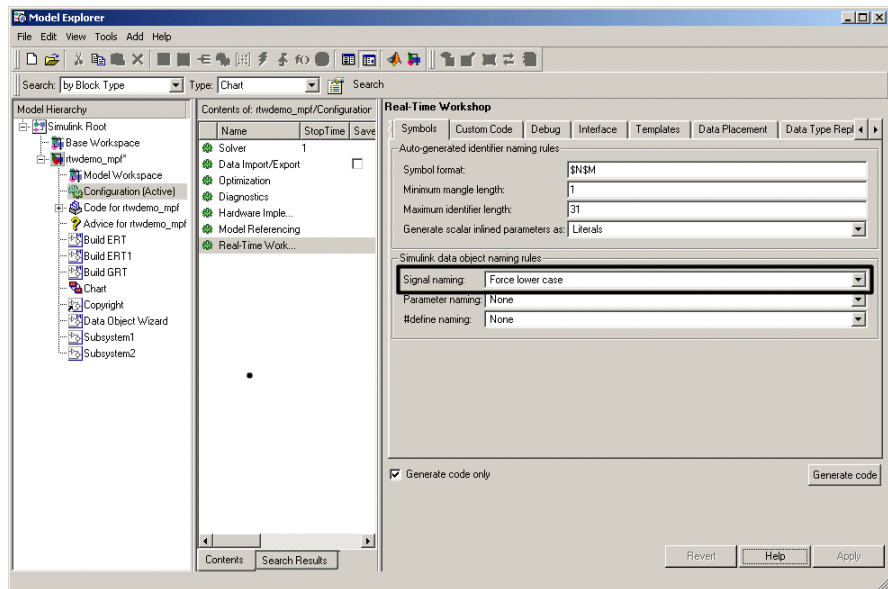 Model Explorer
File Edit View Tools Add Help
Search: by Block Type Type: Chart Search
Model Hierarchy
Simulink Root
Base Workspace
rtwdemo_mpf*
Model Workspace
Configuration (Active)
Code for rtwdemo_mpf
Advice for rtwdemo_mpf
Build ERT
Build ERT1
Build GRT
Chart
Copyright
Data Object Wizard
Subsystem1
Subsystem2
Contents of: rtwdemo_mpf/Configuration
Name StopTime Save
Solver 1
Data Import/Export
Optimization
Diagnostics
Hardware Imple...
Model Referencing
Real-Time Work...
Contents Search Results
Real-Time Workshop
Symbols Custom Code Debug Interface Templates Data Placement Data Type Repl
Auto-generated identifier naming rules
Symbol format: $N$M
Minimum mangle length: 1
Maximum identifier length: 31
Generate scalar inlined parameters as: Literals
Simulink data object naming rules
Signal naming: Force lower case
Parameter naming: None
#define naming: None
Generate code only Generate code
Revert Help Apply